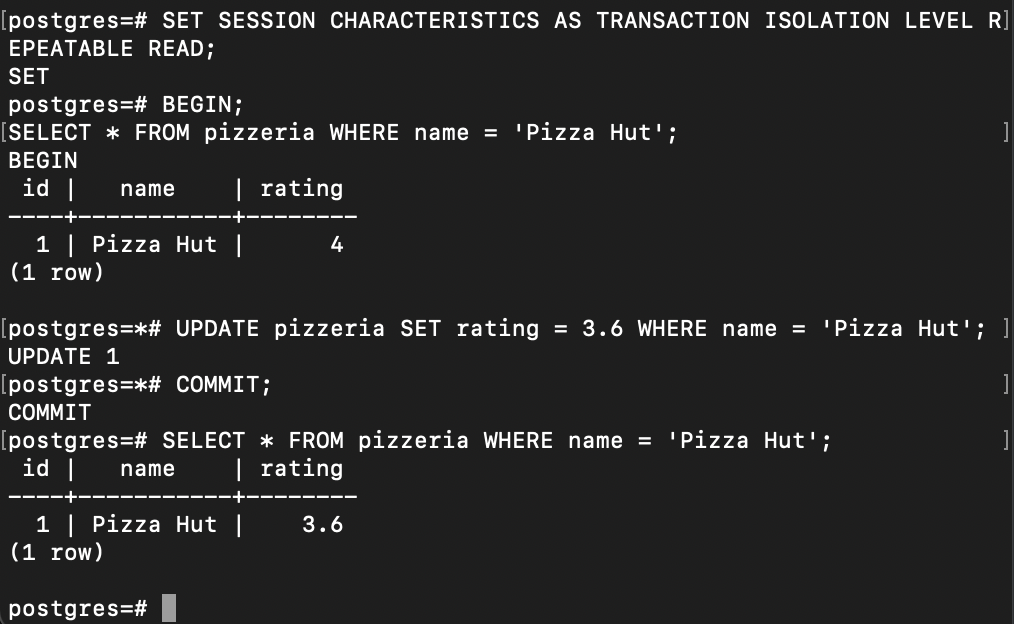 [postgres=# SET SESSION CHARACTERISTICS AS TRANSACTION ISOLATION LEVEL R]
EPEATABLE READ;
SET
postgres=# BEGIN;
[SELECT * FROM pizzeria WHERE name = 'Pizza Hut';                       ]
BEGIN
 id |   name    | rating
----+-----------+--------
  1 | Pizza Hut |      4
(1 row)

[postgres=*# UPDATE pizzeria SET rating = 3.6 WHERE name = 'Pizza Hut'; ]
UPDATE 1
[postgres=*# COMMIT;                                                    ]
COMMIT
[postgres=# SELECT * FROM pizzeria WHERE name = 'Pizza Hut';            ]
 id |   name    | rating
----+-----------+--------
  1 | Pizza Hut |    3.6
(1 row)

postgres=#